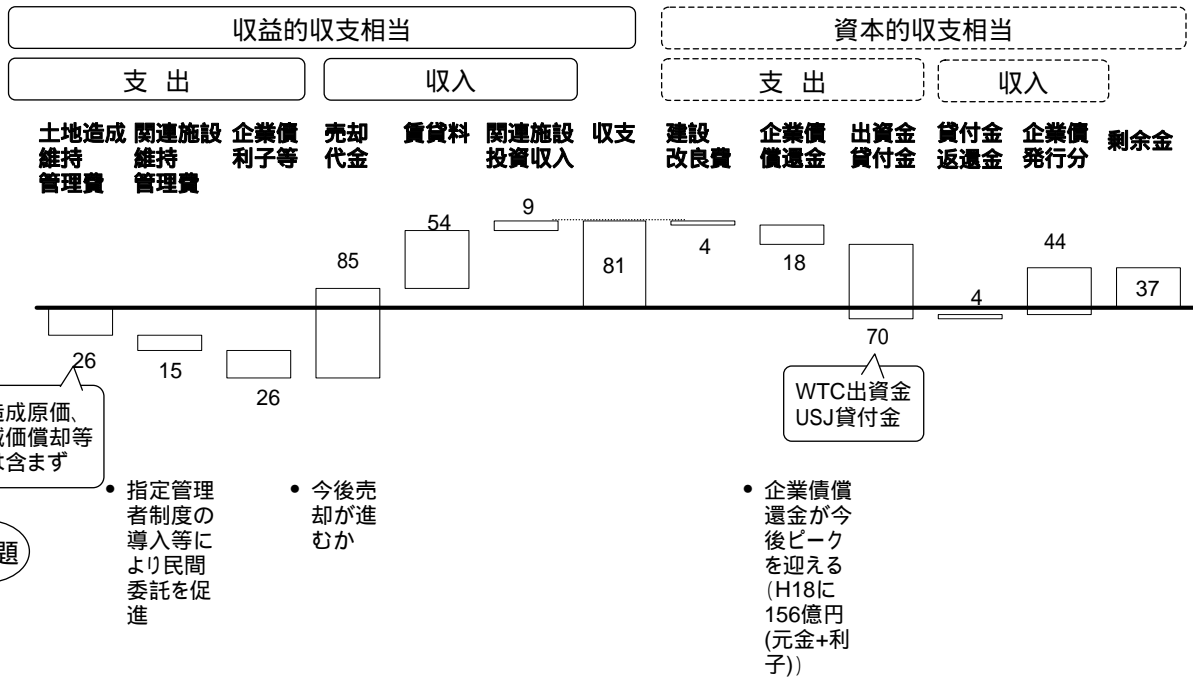 収益的収支相当
資本的収支相当
支 出
収入
支 出
収入
土地造成
維持
管理費
関連施設
維持
管理費
企業債
利子等
売却
代金
賃貸料
関連施設
投資収入
収支
建設
改良費
企業債
償還金
出資金
貸付金
貸付金
返還金
企業債
発行分
剰余金
26
15
26
85
54
9
81
4
18
70
4
44
37
造成原価、
減価償却等
は含まず
WTC出資金
USJ貸付金
• 指定管理
者制度の
導入等に
より民間
委託を促
進
• 今後売
却が進
むか
• 企業債償
還金が今
後ピーク
を迎える
(H18に
156億円
(元金+利
子))
題